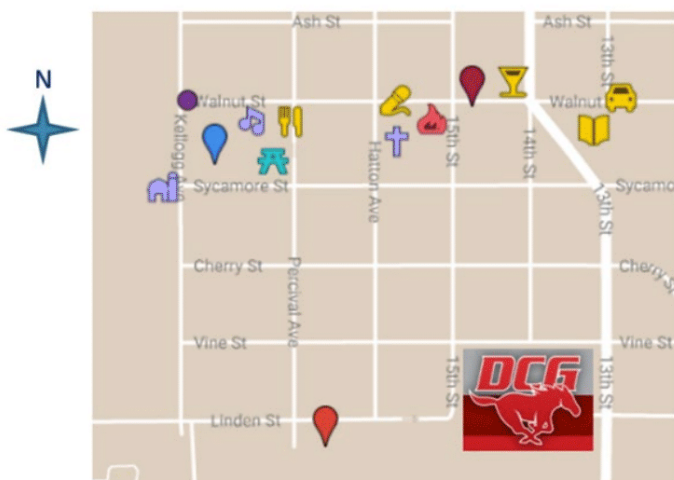 Ash St
Ash St
N
13th St
Walnut St
Walnut
Kellogg Ave
15th St
14th St
Hatton Ave
Sycamore St
Sycamo
13th St
Cherry St
Cherry St
Percival Ave
Vine St
Vine St
DCG
15th St
13th St
Linden St